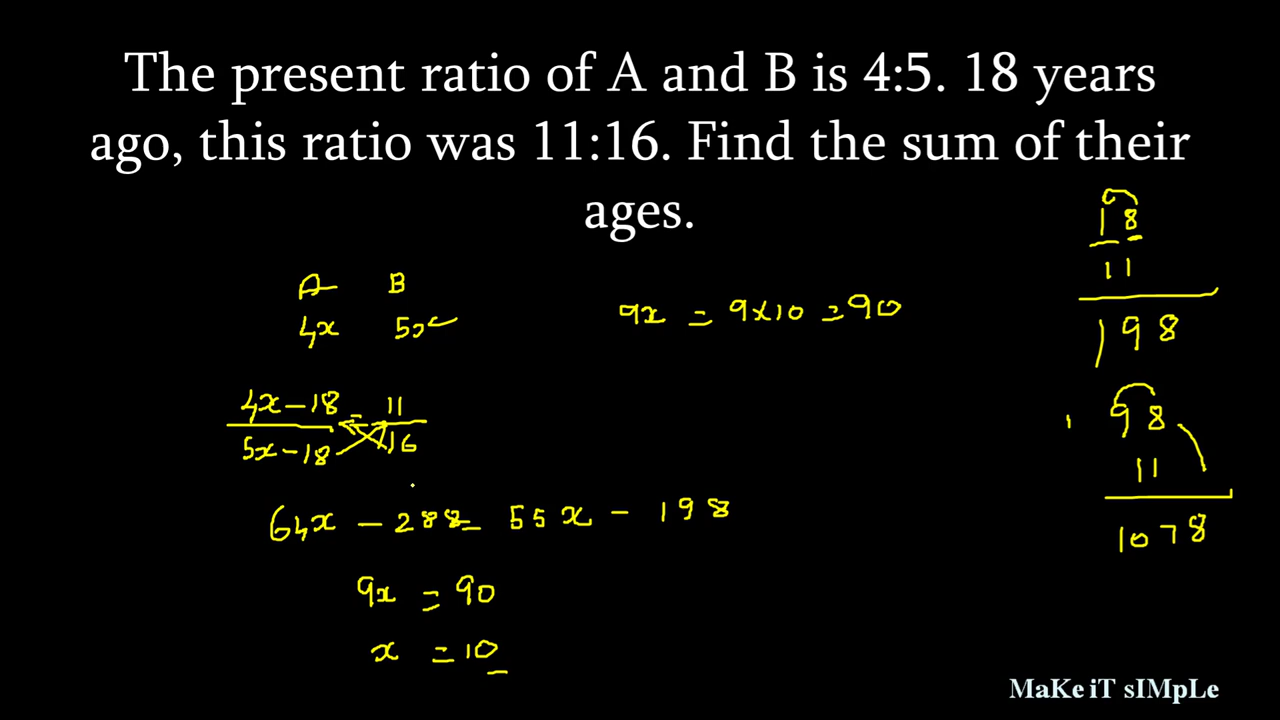 The present ratio of A and B is 4:5. 18 years
ago, this ratio was 11:16. Find the sum of their
ages.
A B
4x 5x
9x = 9x10 = 90
4x-18 = 11
5x-18 16
64x - 288 = 55x - 198
9x = 90
x = 10
18
11
198
98
11
1078
MaKe iT sIMpLe